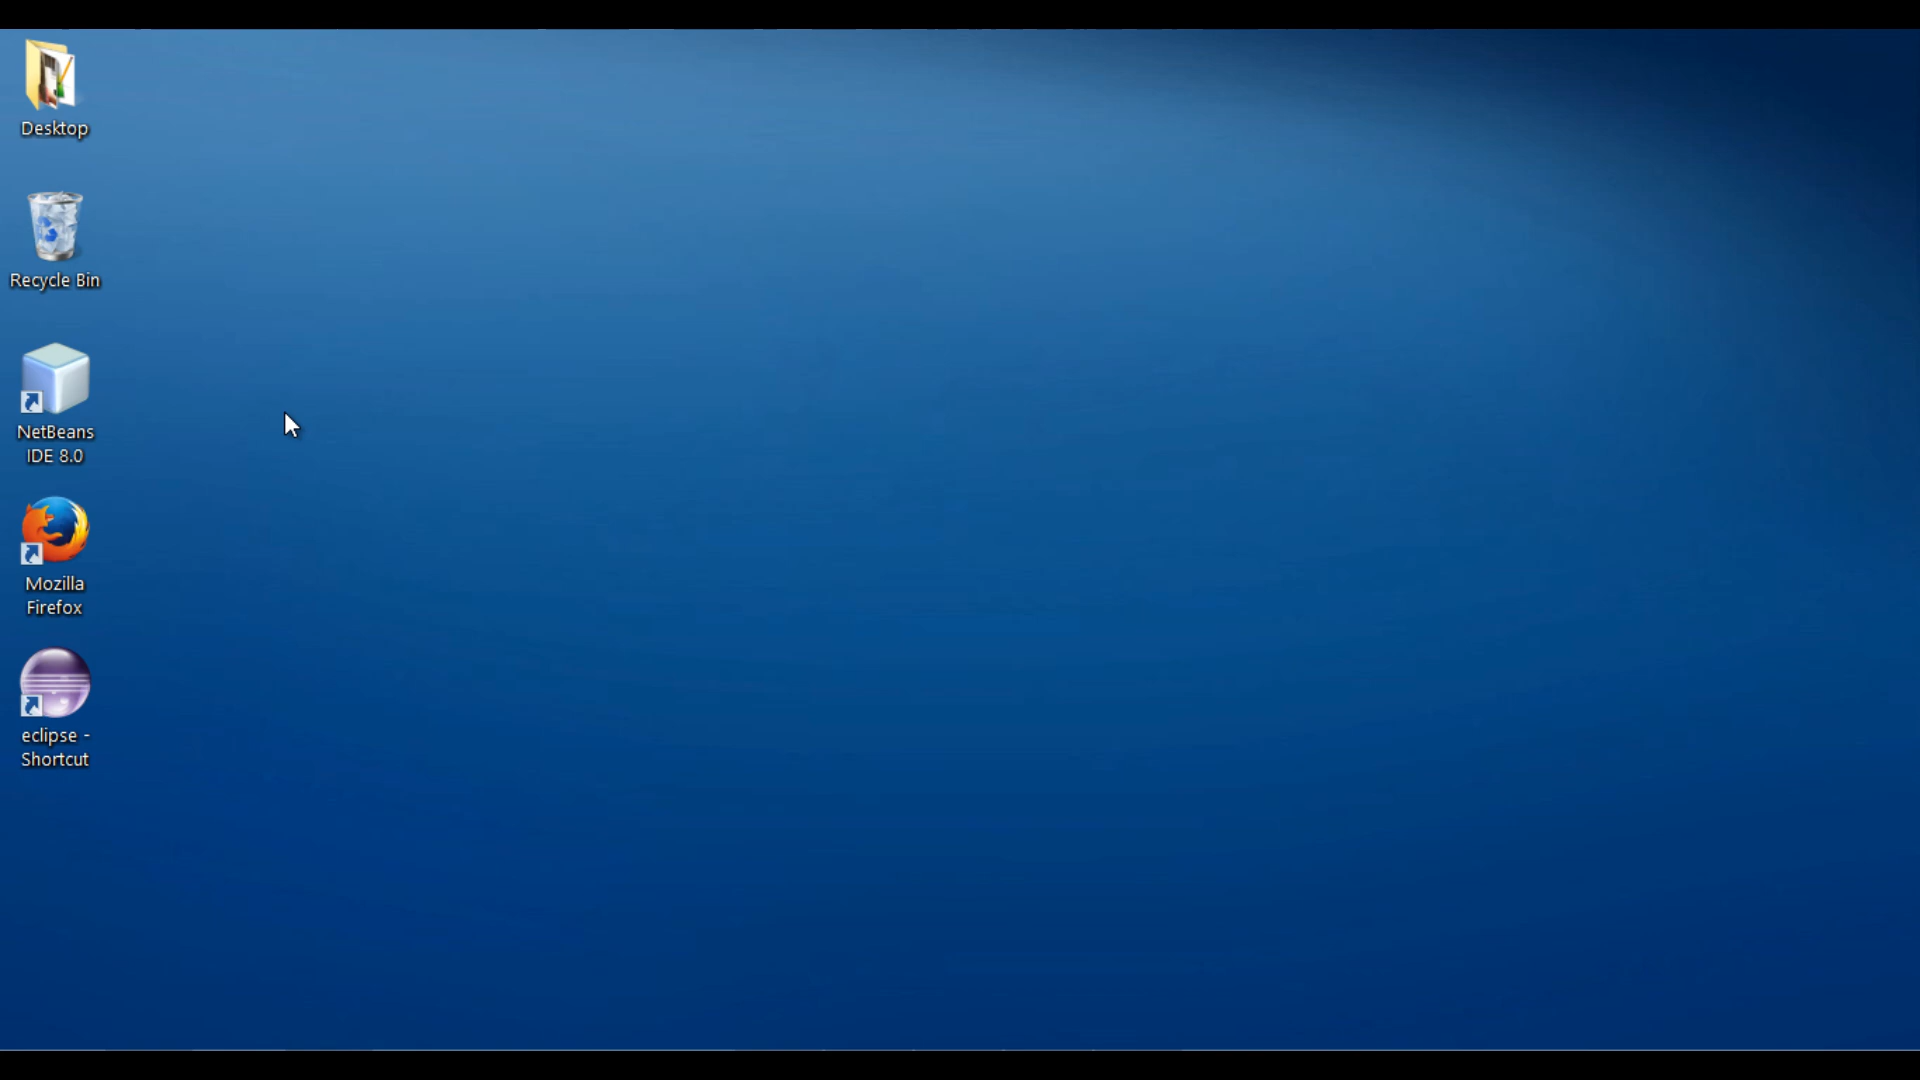 Desktop
Recycle Bin
NetBeans
IDE 8.0
Mozilla
Firefox
eclipse -
Shortcut